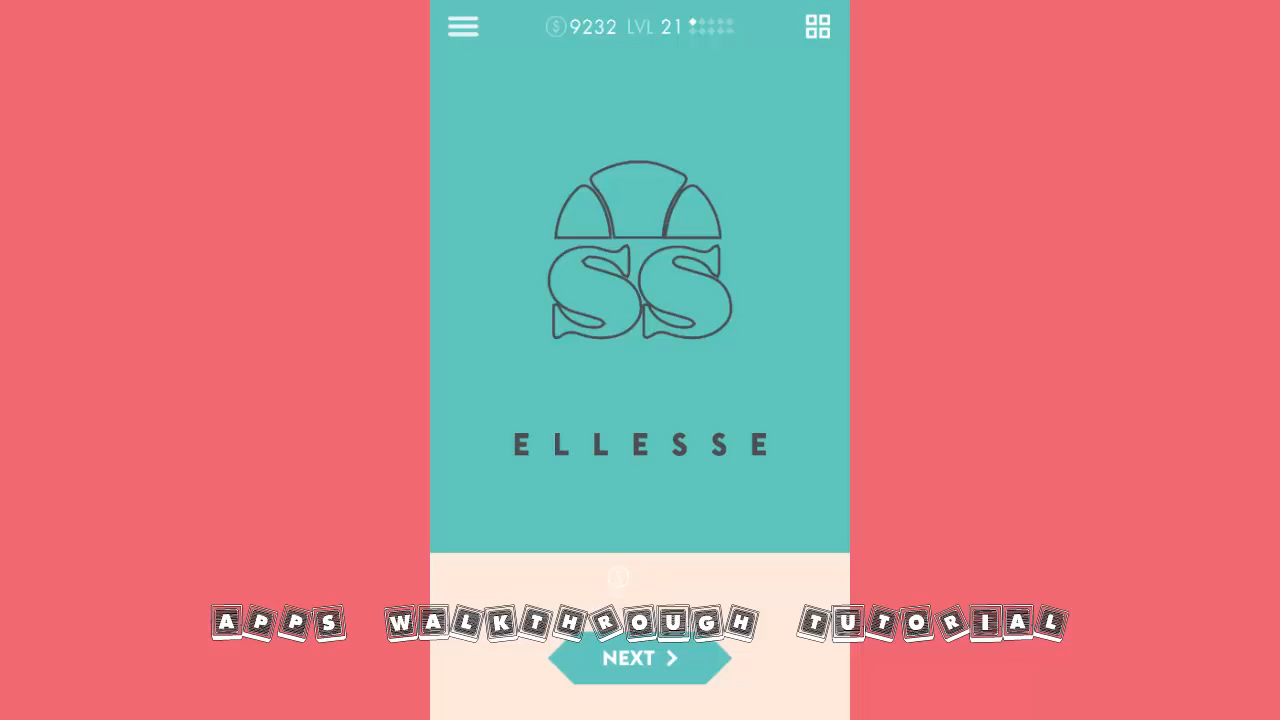 $ 9232 LVL 21
SS
ELLESSE
$
APPS WALKTHROUGH TUTORIAL
NEXT >